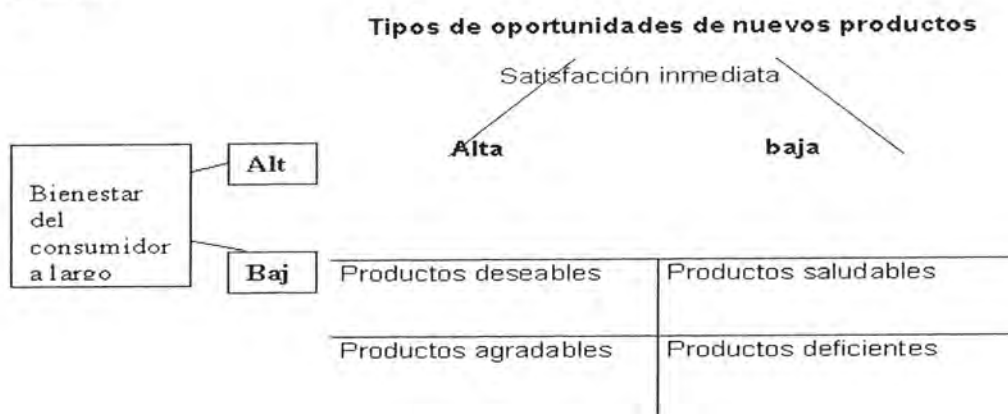 Tipos de oportunidades de nuevos productos
Satisfacción inmediata
Alta baja
Alt
Bienestar
del
consumidor
a largo
Baj
Productos deseables Productos saludables
Productos agradables Productos deficientes